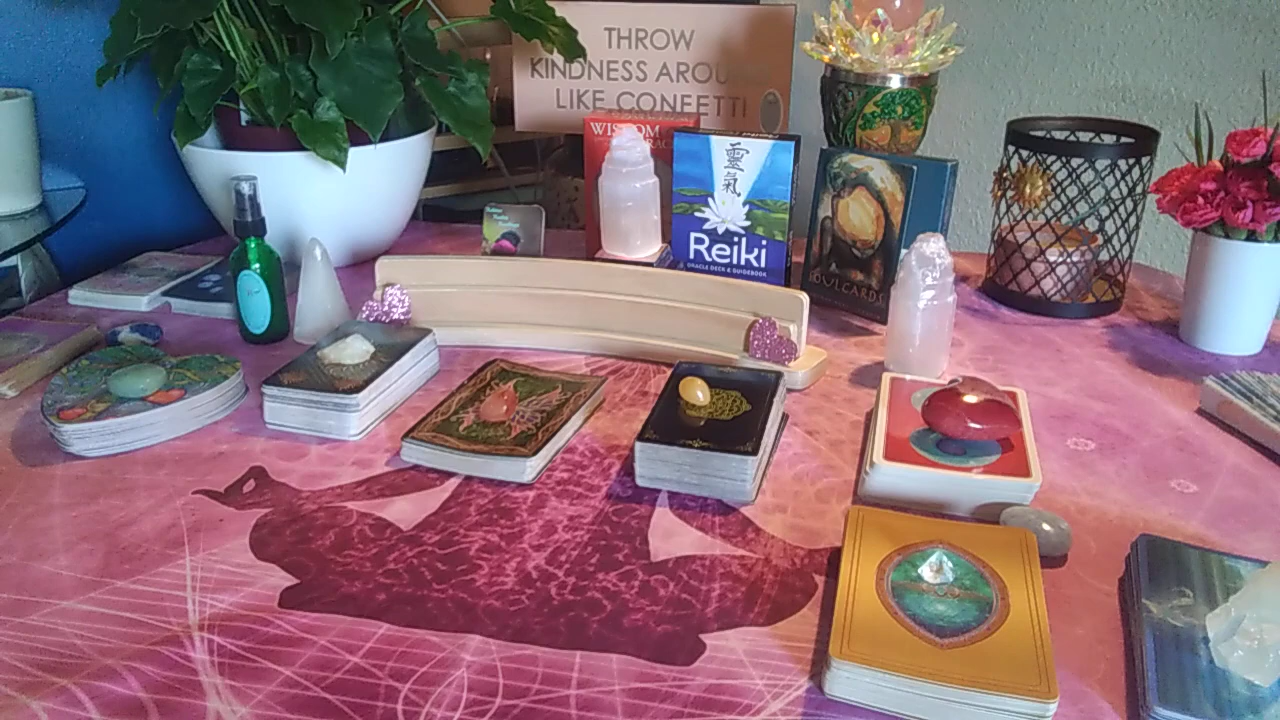 THROW
KINDNESS AROU
LIKE CONFETTI
WISDOM
靈
氣
Reiki
ORACLE DECK & GUIDEBOOK
SOULCARDS